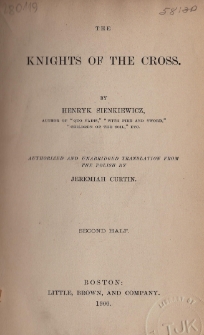 THE
KNIGHTS OF THE CROSS.
BY
HENRYK SIENKIEWICZ,
AUTHOR OF "QUO VADIS," "WITH FIRE AND SWORD,"
"CHILDREN OF THE SOIL," ETC.
AUTHORIZED AND UNABRIDGED TRANSLATION FROM
THE POLISH BY
JEREMIAH CURTIN.
SECOND HALF.
BOSTON:
LITTLE, BROWN, AND COMPANY.
1900.